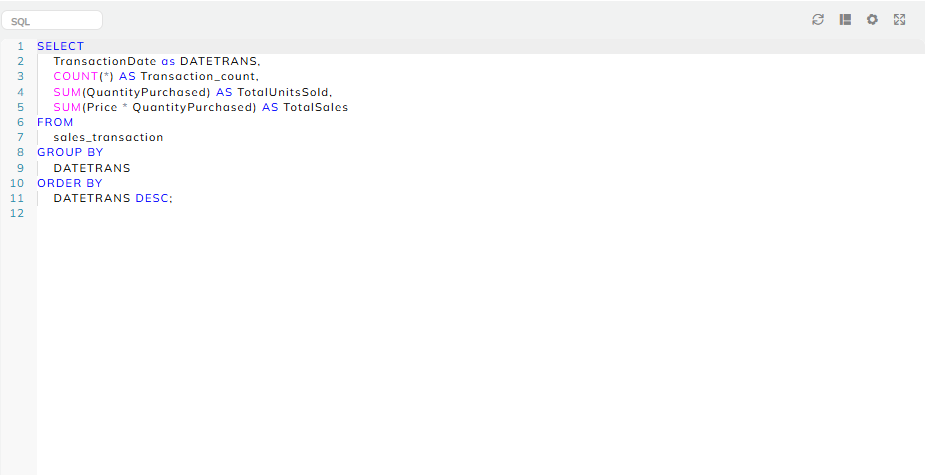 SQL
1 SELECT
2 TransactionDate as DATETRANS,
3 COUNT(*) AS Transaction_count,
4 SUM(QuantityPurchased) AS TotalUnitsSold,
5 SUM(Price * QuantityPurchased) AS TotalSales
6 FROM
7 sales_transaction
8 GROUP BY
9 DATETRANS
10 ORDER BY
11 DATETRANS DESC;
12